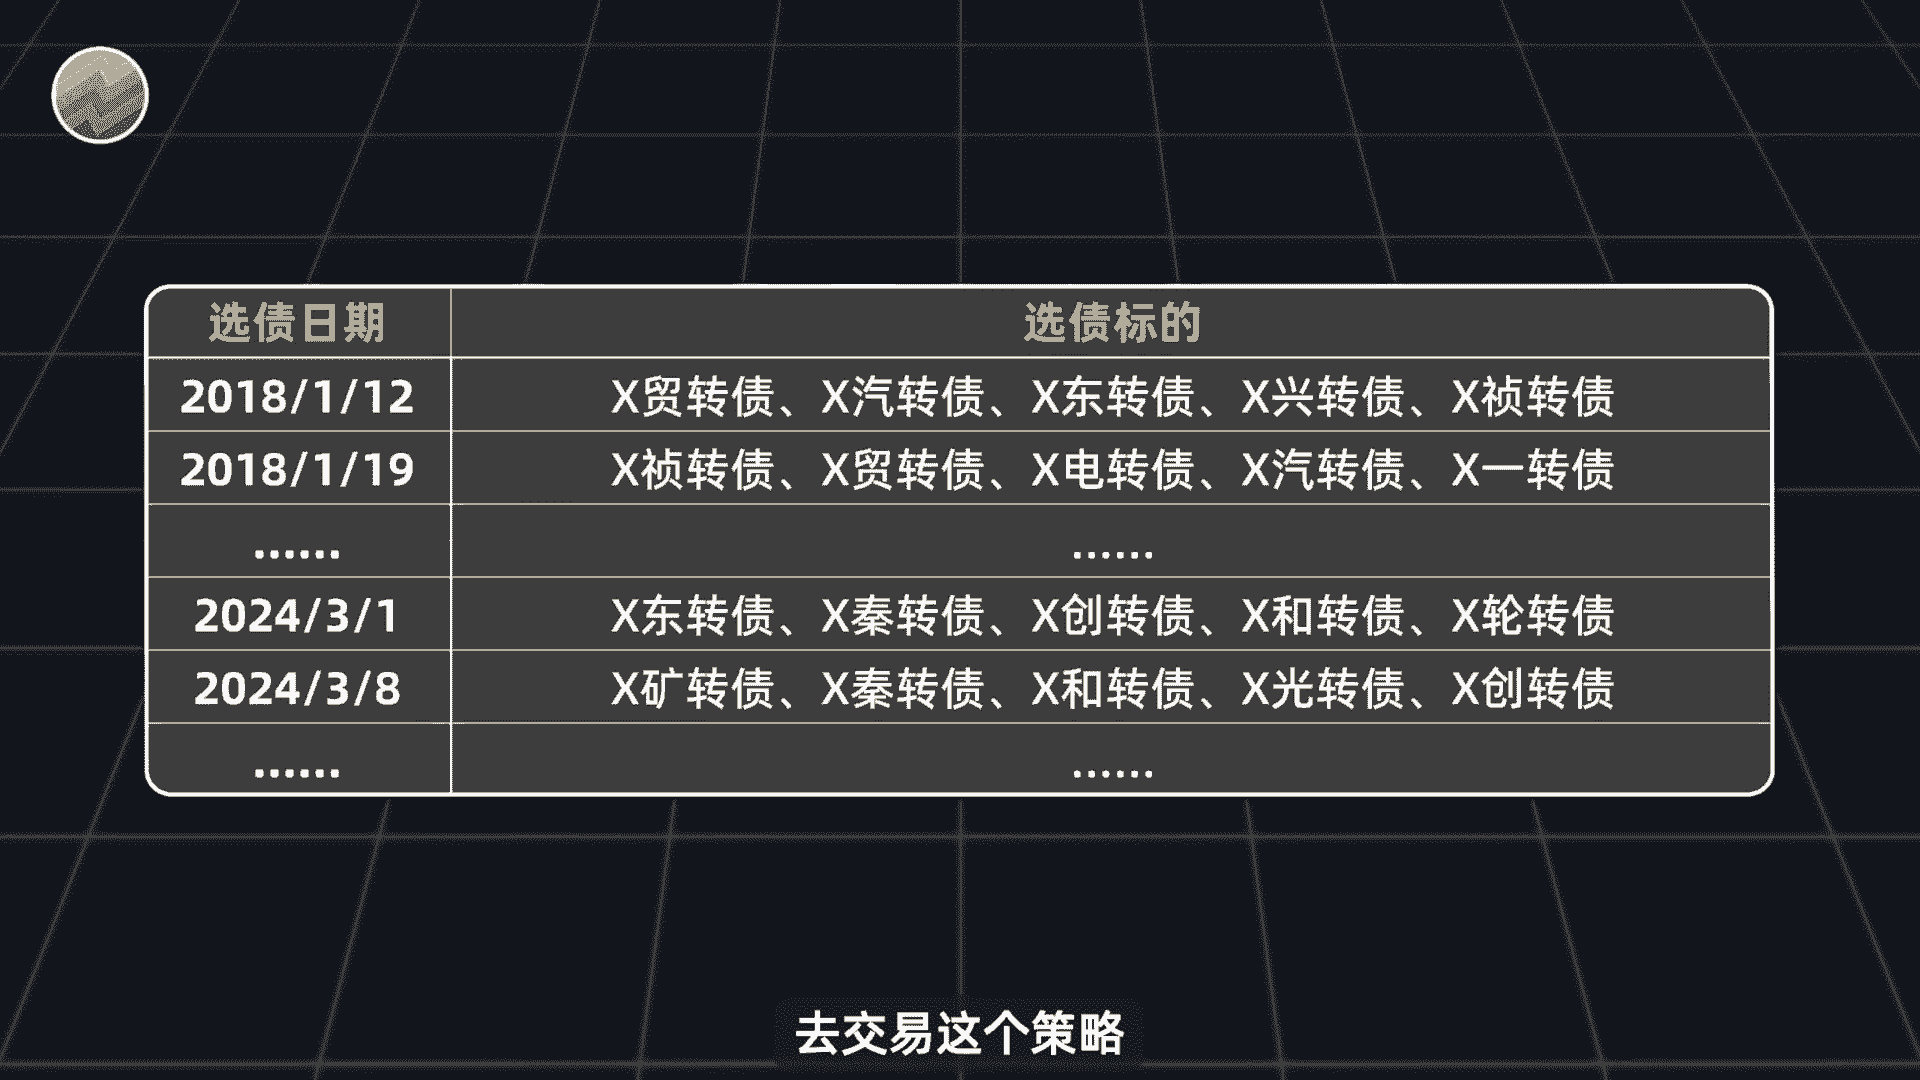 选债日期 选债标的
2018/1/12 X贸转债、X汽转债、X东转债、X兴转债、X祯转债
2018/1/19 X祯转债、X贸转债、X电转债、X汽转债、X一转债
...... ......
2024/3/1 X东转债、X秦转债、X创转债、X和转债、X轮转债
2024/3/8 X矿转债、X秦转债、X和转债、X光转债、X创转债
...... ......
去交易这个策略